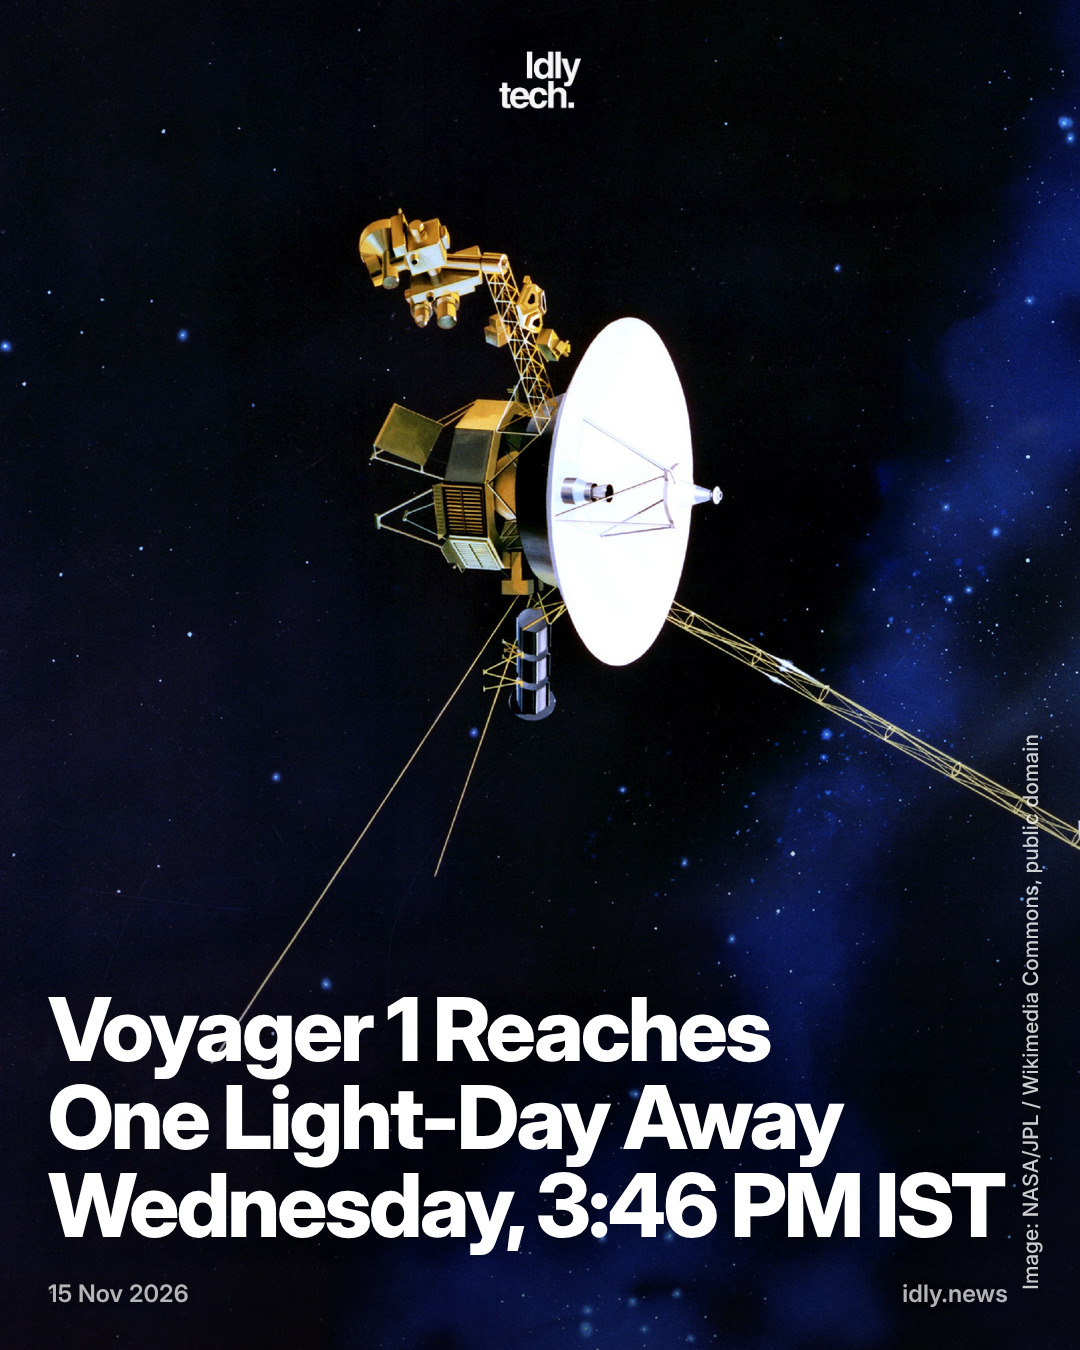 Idly
tech.
Voyager 1 Reaches
One Light-Day Away
Wednesday, 3:46 PM IST
15 Nov 2026
idly.news
Image: NASA/JPL / Wikimedia Commons, public domain